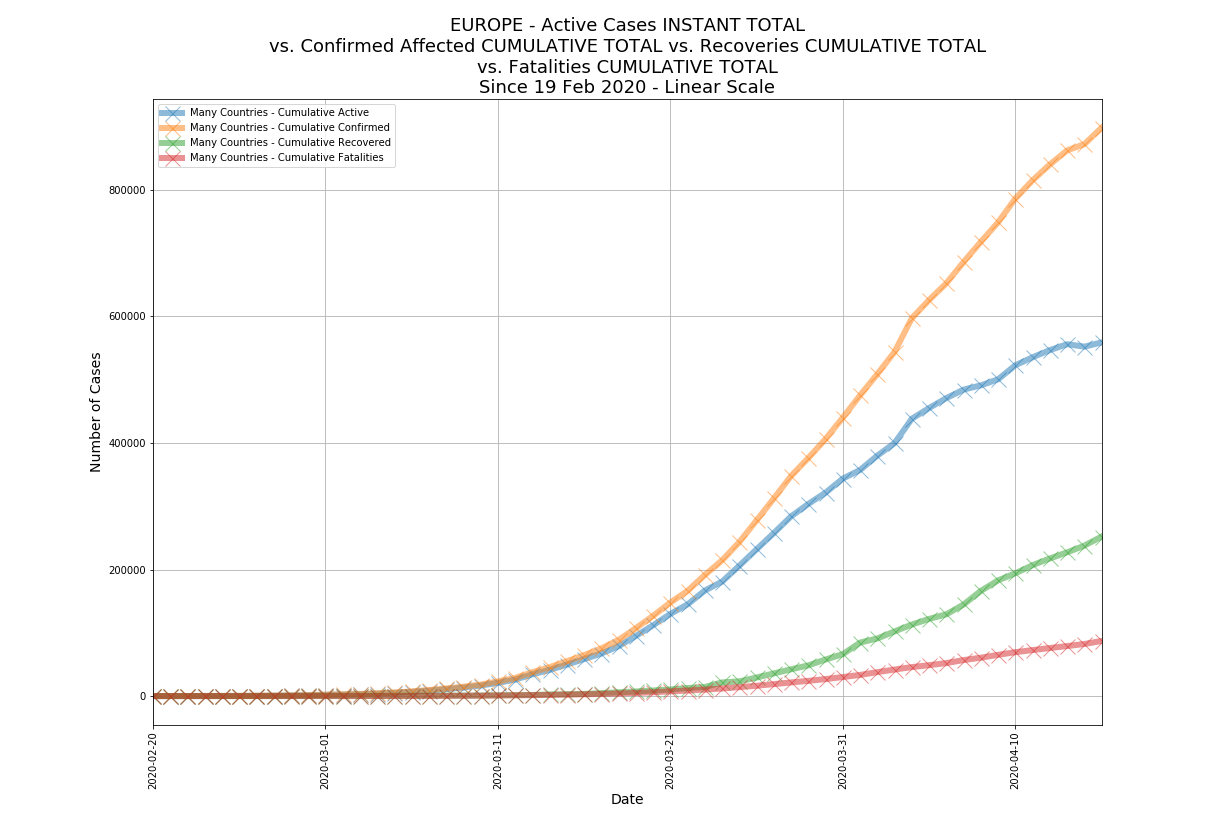 EUROPE - Active Cases INSTANT TOTAL
vs. Confirmed Affected CUMULATIVE TOTAL vs. Recoveries CUMULATIVE TOTAL
vs. Fatalities CUMULATIVE TOTAL
Since 19 Feb 2020 - Linear Scale
Many Countries - Cumulative Active
Many Countries - Cumulative Confirmed
Many Countries - Cumulative Recovered
Many Countries - Cumulative Fatalities
Number of Cases
800000
600000
400000
200000
0
2020-02-20
2020-03-01
2020-03-11
2020-03-21
2020-03-31
2020-04-10
Date